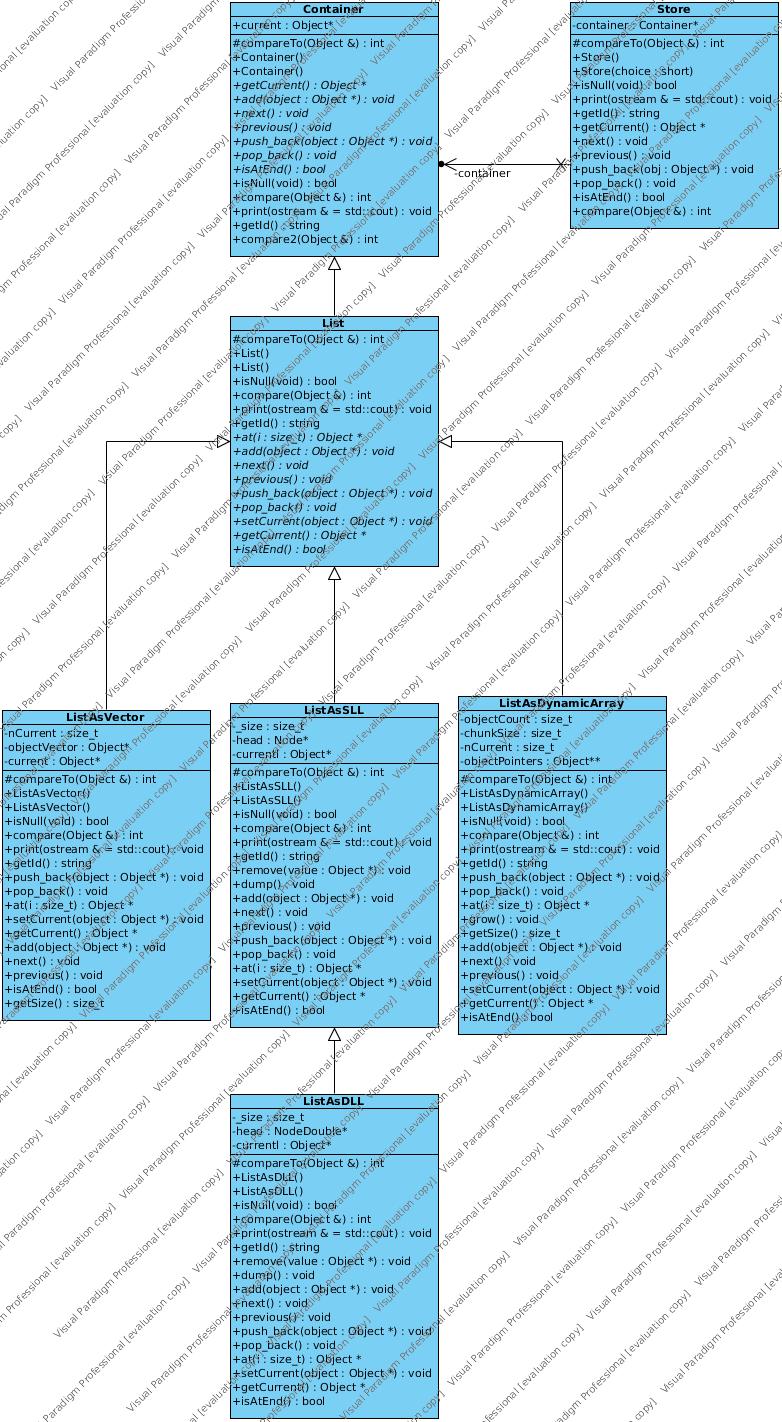 Container
+current : Object*
#compareTo(Object &) : int
+Container()
+Container()
+getCurrent() : Object *
+add(object : Object *) : void
+next() : void
+previous() : void
+push_back(object : Object *) : void
+pop_back() : void
+isAtEnd() : bool
+isNull(void) : bool
+compare(Object &) : int
+print(ostream & = std::cout) : void
+getId() : string
+compare2(Object &) : int
-container
Store
-container : Container*
#compareTo(Object &) : int
+Store()
+Store(choice : short)
+isNull(void) : bool
+print(ostream & = std::cout) : void
+getId() : string
+getCurrent() : Object *
+next() : void
+previous() : void
+push_back(obj : Object *) : void
+pop_back() : void
+isAtEnd() : bool
+compare(Object &) : int
List
#compareTo(Object &) : int
+List()
+List()
+isNull(void) : bool
+compare(Object &) : int
+print(ostream & = std::cout) : void
+getId() : string
+at(i : size_t) : Object *
+add(object : Object *) : void
+next() : void
+previous() : void
+push_back(object : Object *) : void
+pop_back() : void
+setCurrent(object : Object *) : void
+getCurrent() : Object *
+isAtEnd() : bool
ListAsVector
-nCurrent : size_t
-objectVector : Object*
-current : Object*
#compareTo(Object &) : int
+ListAsVector()
+ListAsVector()
+isNull(void) : bool
+compare(Object &) : int
+print(ostream & = std::cout) : void
+getId() : string
+push_back(object : Object *) : void
+pop_back() : void
+at(i : size_t) : Object *
+setCurrent(object : Object *) : void
+getCurrent() : Object *
+add(object : Object *) : void
+next() : void
+previous() : void
+isAtEnd() : bool
+getSize() : size_t
ListAsSLL
-_size : size_t
-head : Node*
-currentl : Object*
#compareTo(Object &) : int
+ListAsSLL()
+ListAsSLL()
+isNull(void) : bool
+compare(Object &) : int
+print(ostream & = std::cout) : void
+getId() : string
+remove(value : Object *) : void
+dump() : void
+add(object : Object *) : void
+next() : void
+previous() : void
+push_back(object : Object *) : void
+pop_back() : void
+at(i : size_t) : Object *
+setCurrent(object : Object *) : void
+getCurrent() : Object *
+isAtEnd() : bool
ListAsDynamicArray
-objectCount : size_t
-chunkSize : size_t
-nCurrent : size_t
-objectPointers : Object**
#compareTo(Object &) : int
+ListAsDynamicArray()
+ListAsDynamicArray()
+isNull(void) : bool
+compare(Object &) : int
+print(ostream & = std::cout) : void
+getId() : string
+push_back(object : Object *) : void
+pop_back() : void
+at(i : size_t) : Object *
+grow() : void
+getSize() : size_t
+add(object : Object *) : void
+next() : void
+previous() : void
+setCurrent(object : Object *) : void
+getCurrent() : Object *
+isAtEnd() : bool
ListAsDLL
-_size : size_t
-head : NodeDouble*
-currentl : Object*
#compareTo(Object &) : int
+ListAsDLL()
+ListAsDLL()
+isNull(void) : bool
+compare(Object &) : int
+print(ostream & = std::cout) : void
+getId() : string
+remove(value : Object *) : void
+dump() : void
+add(object : Object *) : void
+next() : void
+previous() : void
+push_back(object : Object *) : void
+pop_back() : void
+at(i : size_t) : Object *
+setCurrent(object : Object *) : void
+getCurrent() : Object *
+isAtEnd() : bool
Visual Paradigm Professional [evaluation copy]